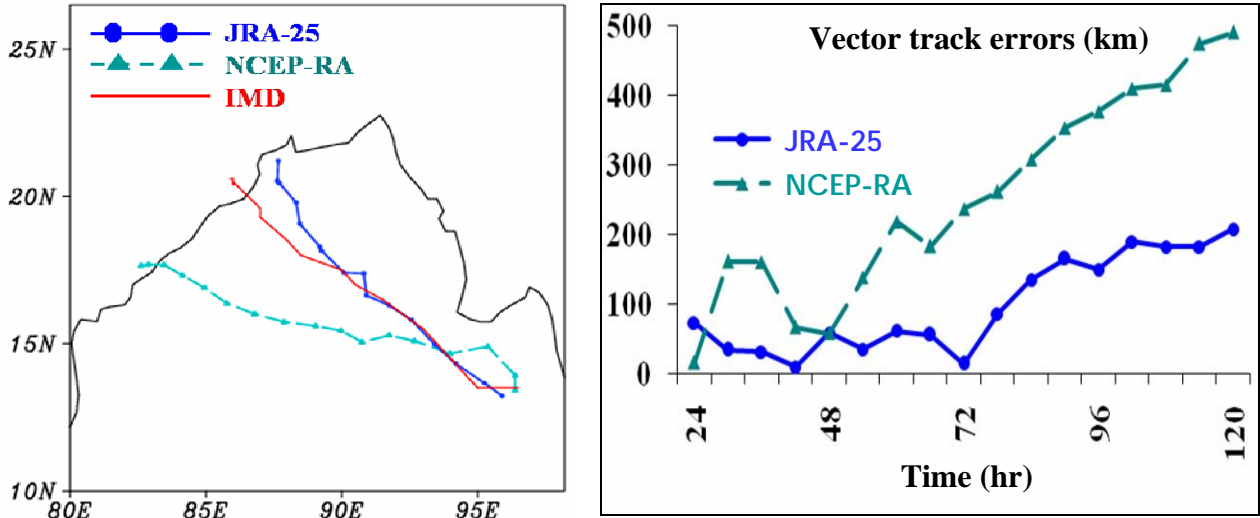 JRA-25
NCEP-RA
IMD
25N
20N
15N
10N
80E
85E
90E
95E
Vector track errors (km)
500
400
300
200
100
0
JRA-25
NCEP-RA
24
48
72
96
120
Time (hr)